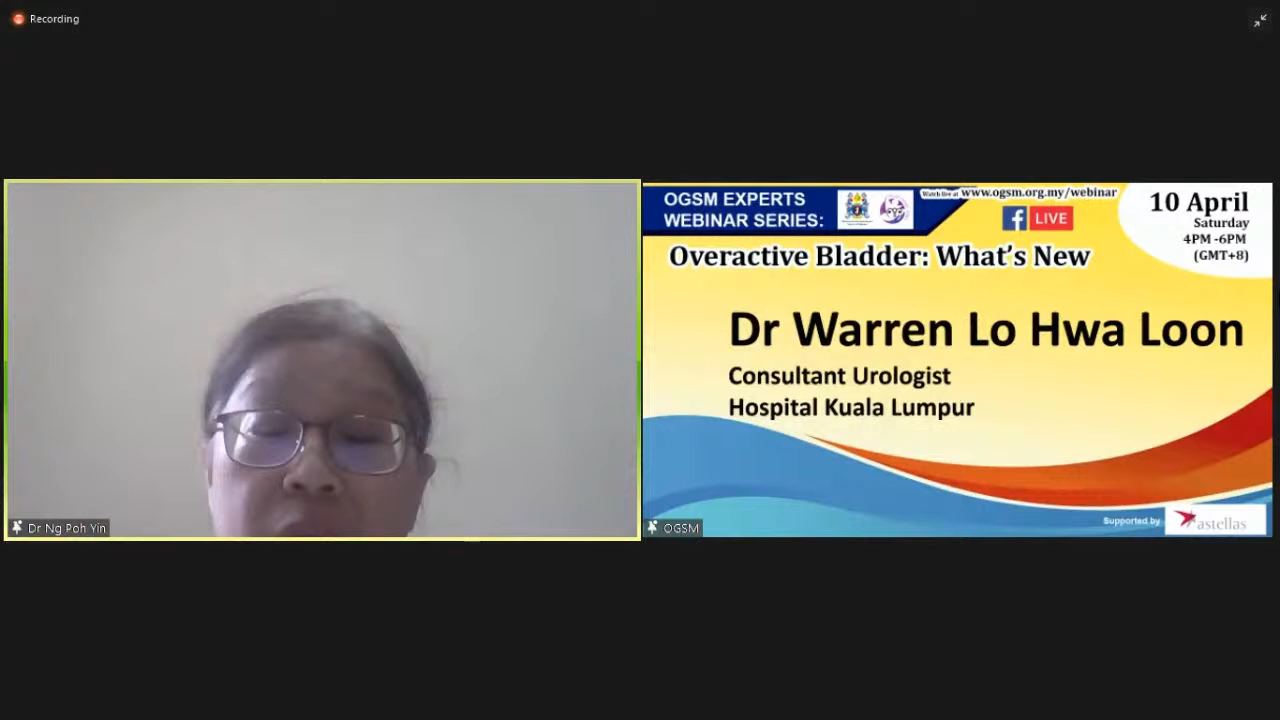 Recording
Dr Ng Poh Yin
OGSM EXPERTS
WEBINAR SERIES:
Watch live at www.ogsm.org.my/webinar
LIVE
10 April
Saturday
4PM -6PM
(GMT+8)
Overactive Bladder: What's New
Dr Warren Lo Hwa Loon
Consultant Urologist
Hospital Kuala Lumpur
Supported by
astellas
OGSM